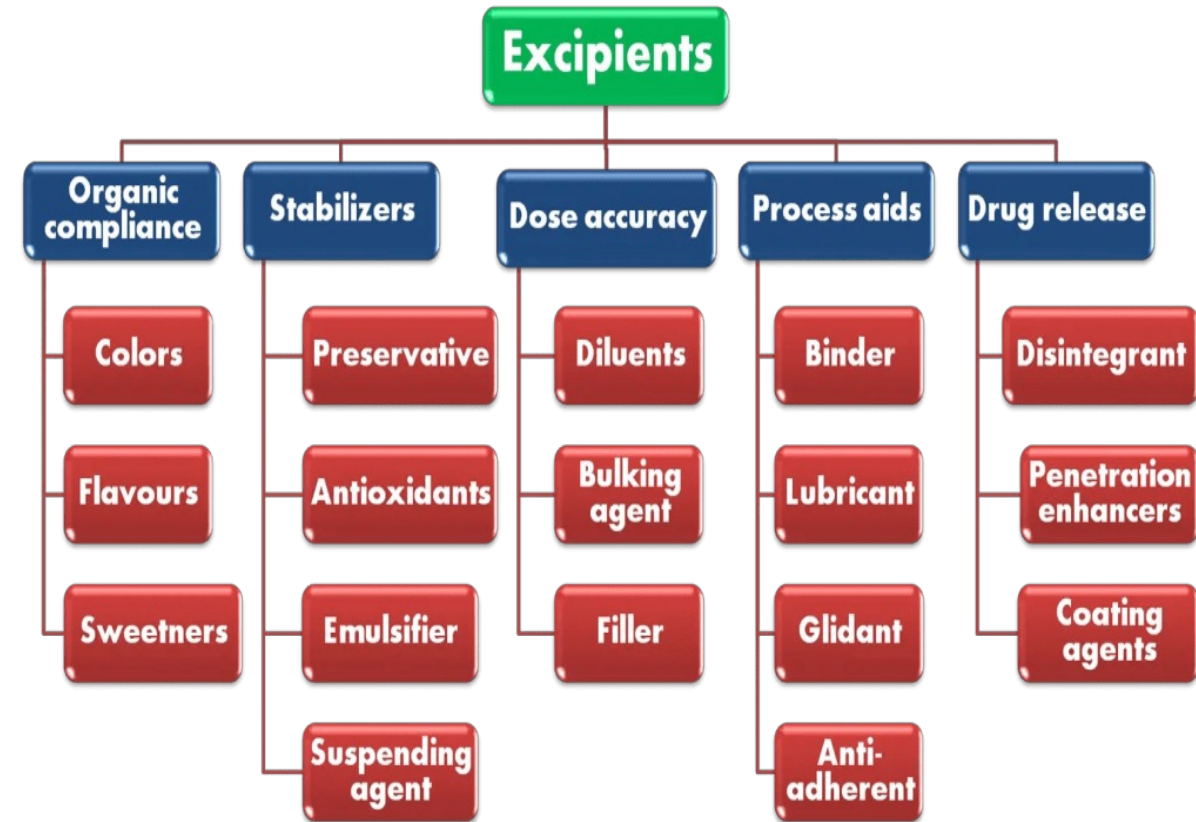 Excipients
Organic
compliance
Stabilizers
Dose accuracy
Process aids
Drug release
Colors
Flavours
Sweetners
Preservative
Antioxidants
Emulsifier
Suspending
agent
Diluents
Bulking
agent
Filler
Binder
Lubricant
Glidant
Anti-
adherent
Disintegrant
Penetration
enhancers
Coating
agents